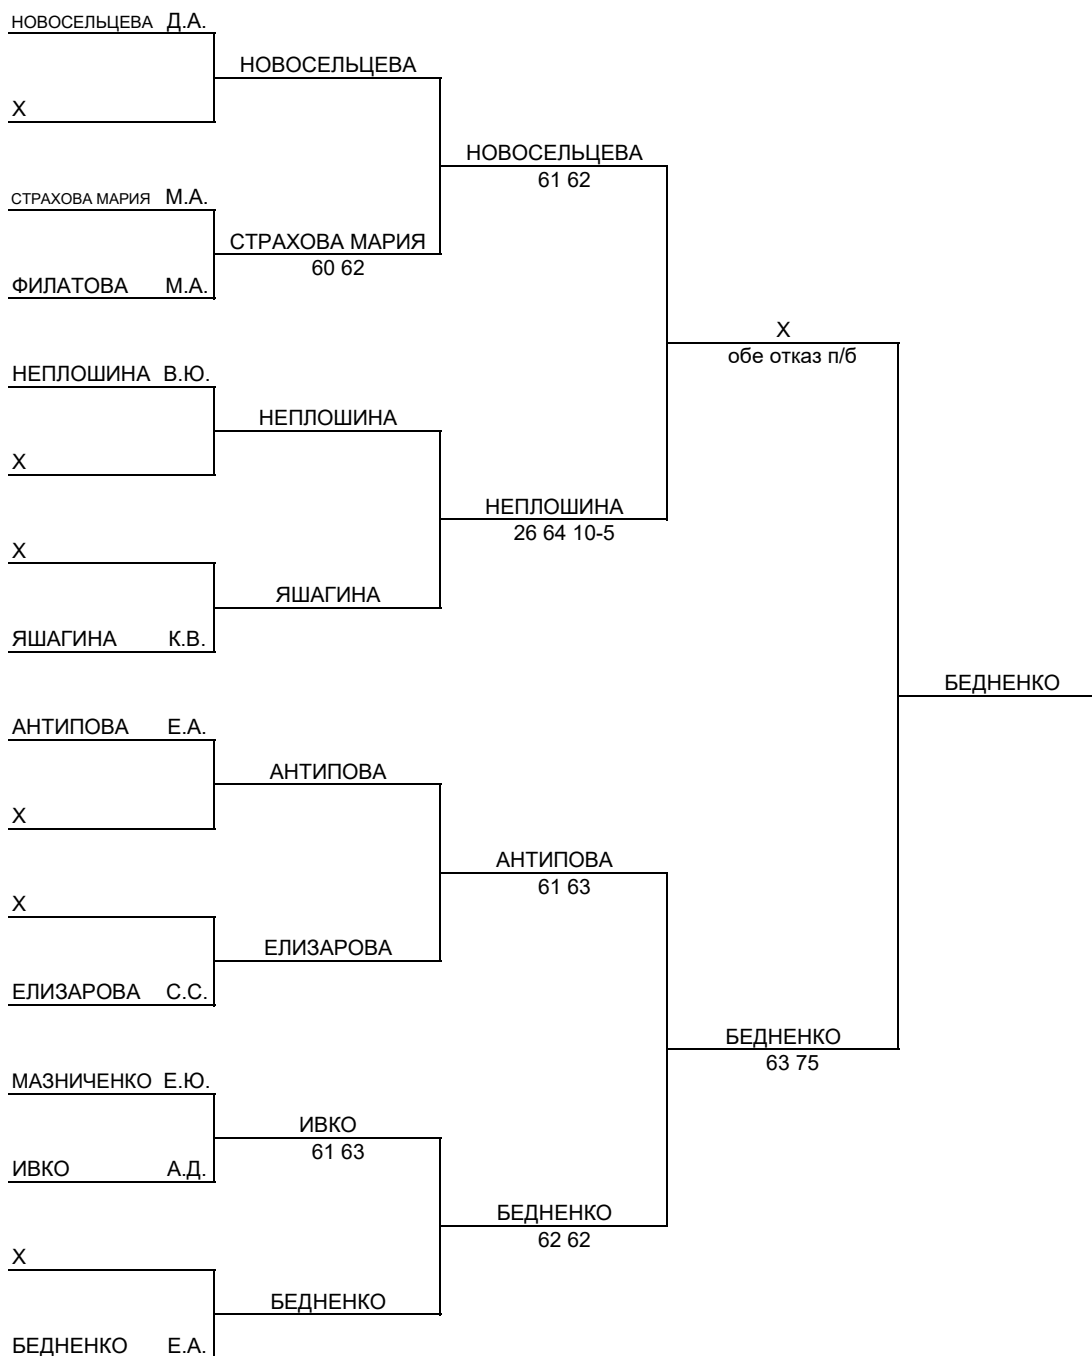 НОВОСЕЛЬЦЕВА Д.А.
НОВОСЕЛЬЦЕВА
Х
НОВОСЕЛЬЦЕВА
61 62
СТРАХОВА МАРИЯ М.А.
СТРАХОВА МАРИЯ
60 62
ФИЛАТОВА М.А.
Х
обе отказ п/б
НЕПЛОШИНА В.Ю.
НЕПЛОШИНА
Х
НЕПЛОШИНА
26 64 10-5
Х
ЯШАГИНА
ЯШАГИНА К.В.
БЕДНЕНКО
АНТИПОВА Е.А.
АНТИПОВА
Х
АНТИПОВА
61 63
Х
ЕЛИЗАРОВА
ЕЛИЗАРОВА С.С.
БЕДНЕНКО
63 75
МАЗНИЧЕНКО Е.Ю.
ИВКО
61 63
ИВКО А.Д.
БЕДНЕНКО
62 62
Х
БЕДНЕНКО
БЕДНЕНКО Е.А.